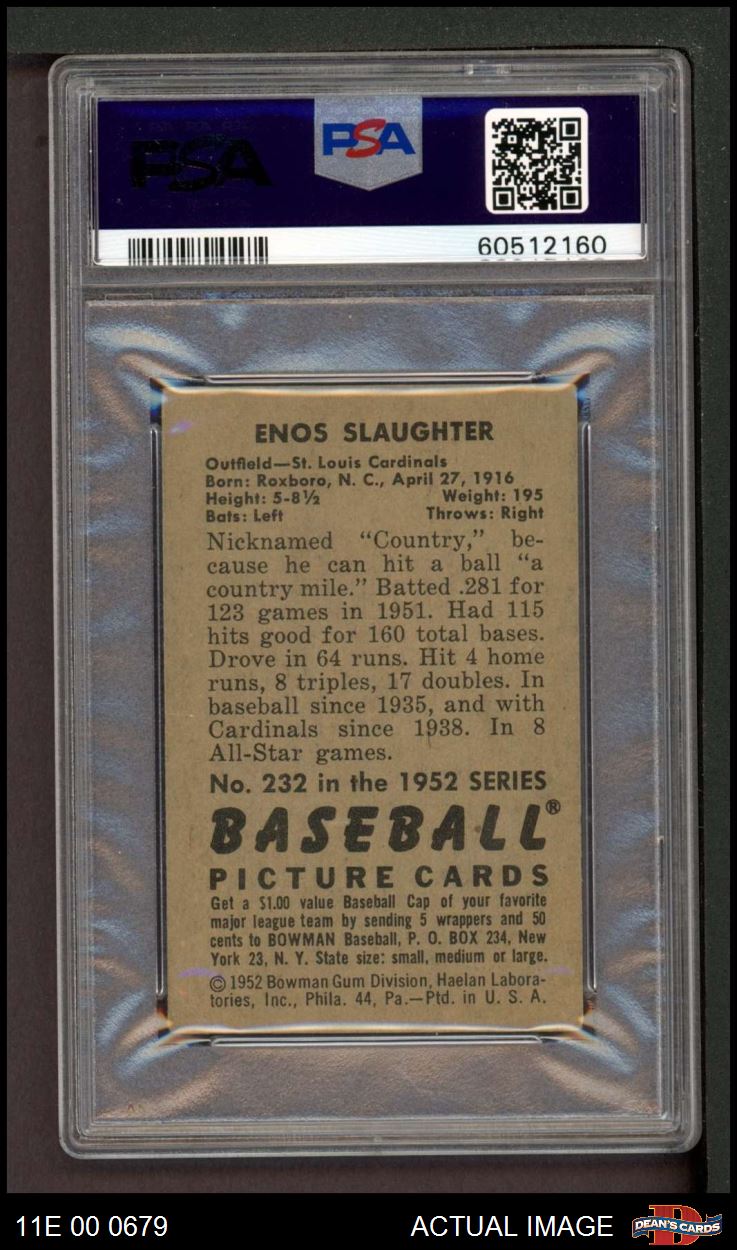 PSA
PSA
60512160
ENOS SLAUGHTER
Outfield—St. Louis Cardinals
Born: Roxboro, N. C., April 27, 1916
Height: 5-8½ Weight: 195
Bats: Left Throws: Right
Nicknamed “Country,” be-
cause he can hit a ball “a
country mile.” Batted .281 for
123 games in 1951. Had 115
hits good for 160 total bases.
Drove in 64 runs. Hit 4 home
runs, 8 triples, 17 doubles. In
baseball since 1935, and with
Cardinals since 1938. In 8
All-Star games.
No. 232 in the 1952 SERIES
BASEBALL®
PICTURE CARDS
Get a $1.00 value Baseball Cap of your favorite
major league team by sending 5 wrappers and 50
cents to BOWMAN Baseball, P. O. BOX 234, New
York 23, N. Y. State size: small, medium or large.
© 1952 Bowman Gum Division, Haelan Labora-
tories, Inc., Phila. 44, Pa.—Ptd. in U. S. A.
11E 00 0679 ACTUAL IMAGE DEAN'S CARDS